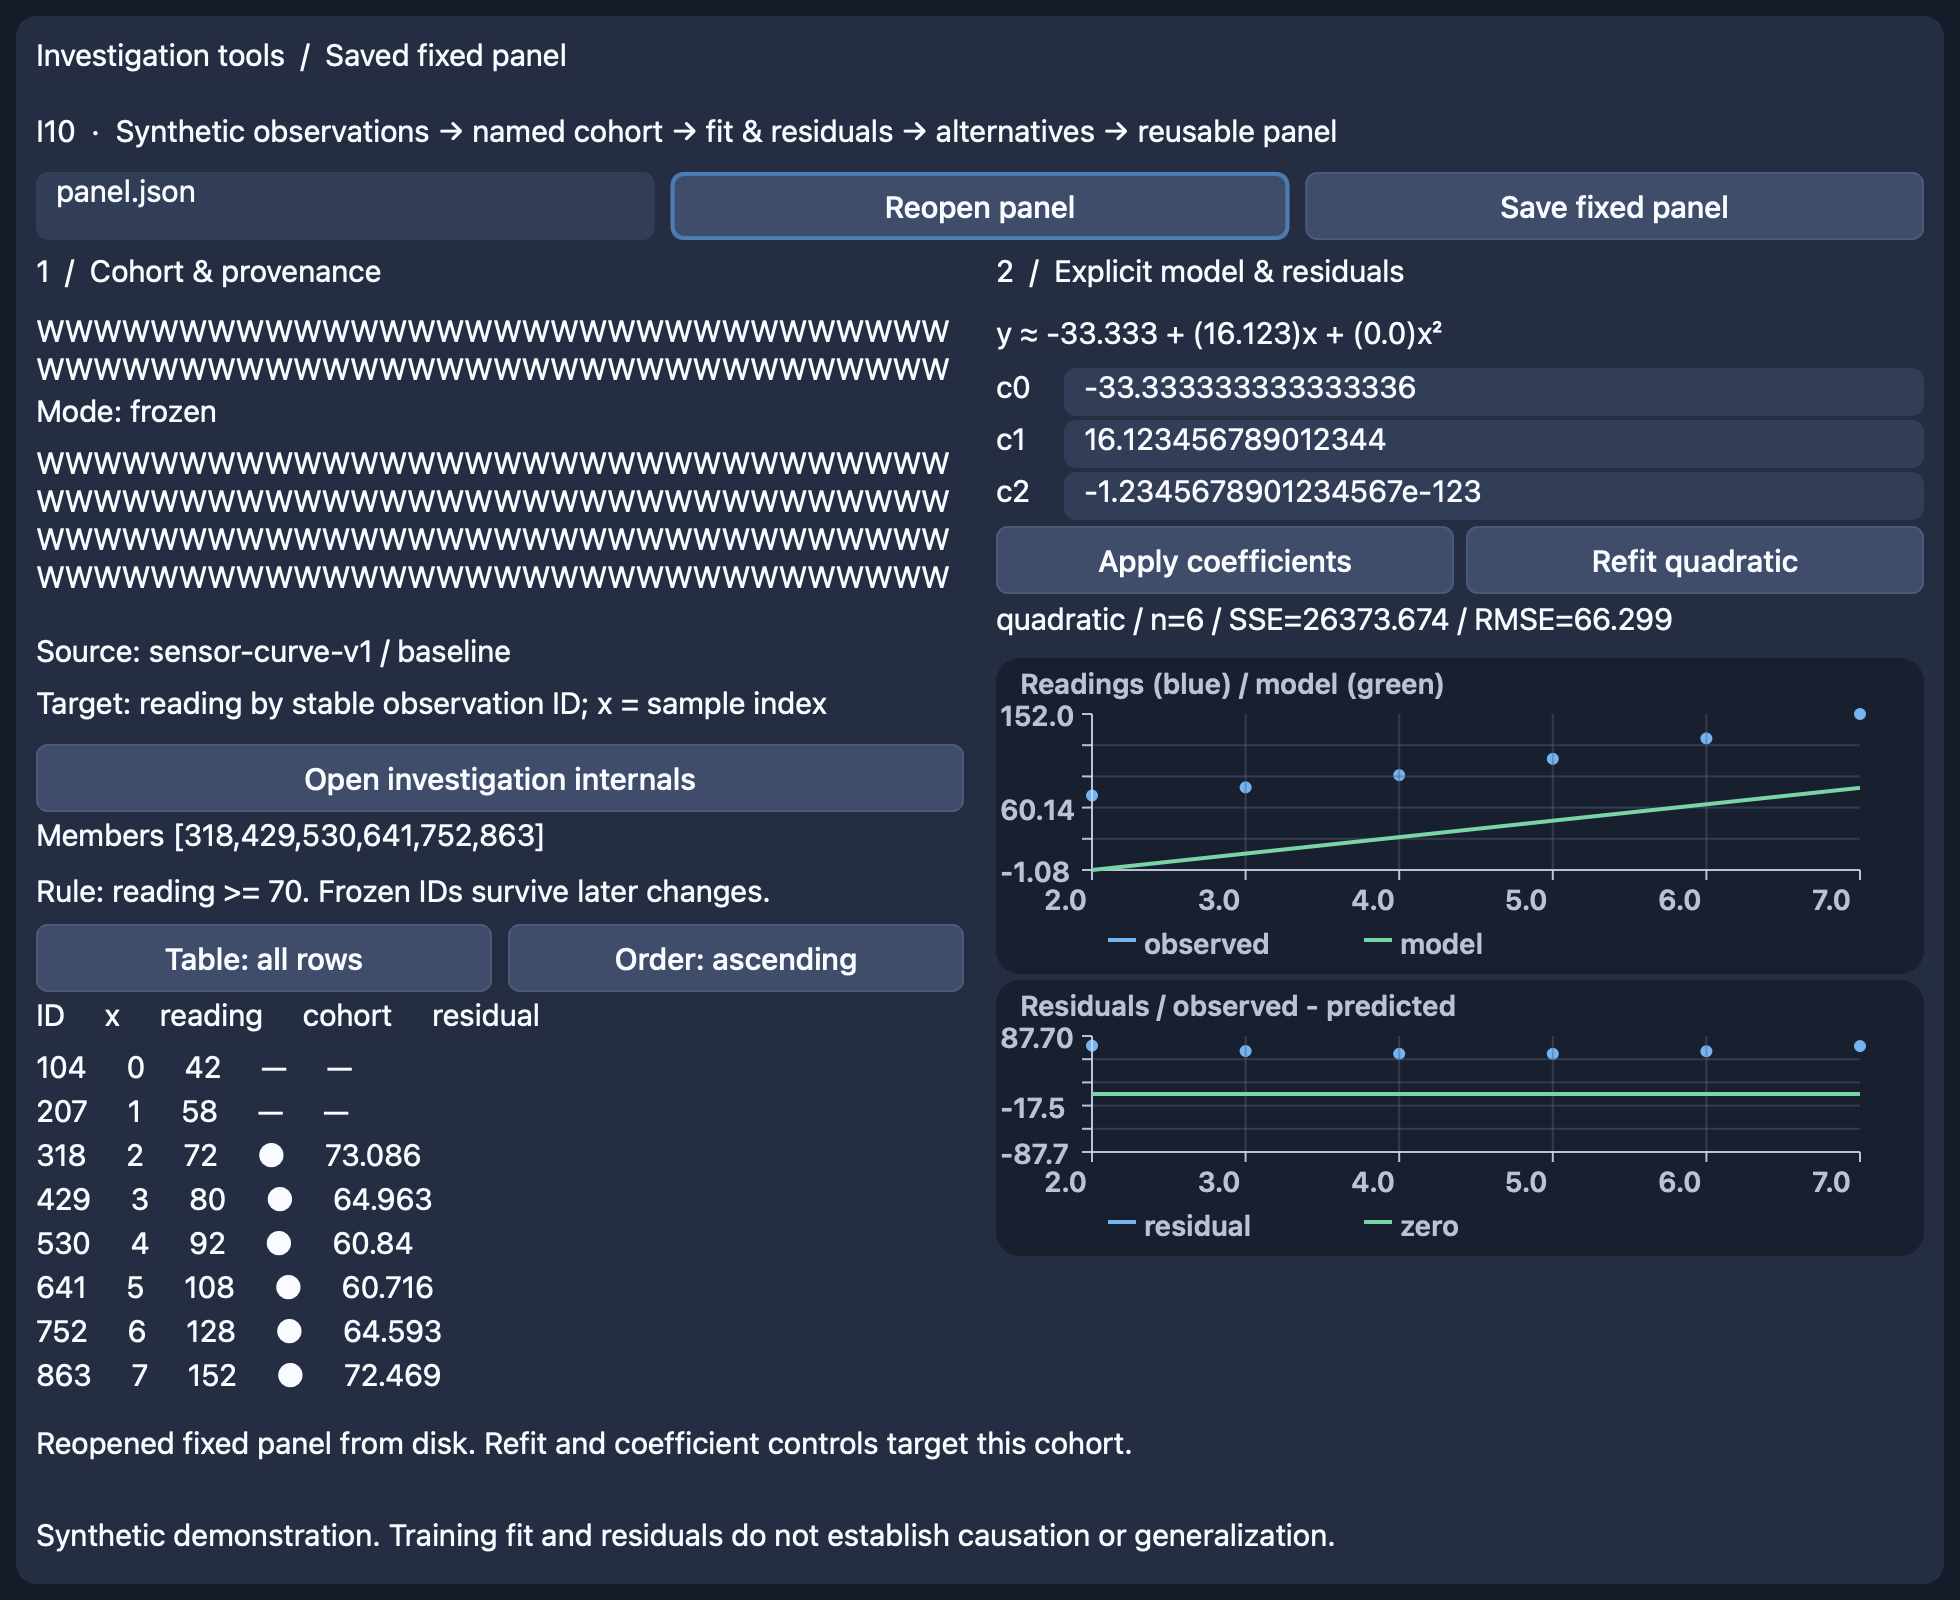 Investigation tools / Saved fixed panel
I10 · Synthetic observations → named cohort → fit & residuals → alternatives → reusable panel
panel.json
Reopen panel
Save fixed panel
1 / Cohort & provenance
WWWWWWWWWWWWWWWWWWWWWWWWWWWWWWWW
WWWWWWWWWWWWWWWWWWWWWWWWWWWWWWWW
Mode: frozen
WWWWWWWWWWWWWWWWWWWWWWWWWWWWWWWW
WWWWWWWWWWWWWWWWWWWWWWWWWWWWWWWW
WWWWWWWWWWWWWWWWWWWWWWWWWWWWWWWW
WWWWWWWWWWWWWWWWWWWWWWWWWWWWWWWW
Source: sensor-curve-v1 / baseline
Target: reading by stable observation ID; x = sample index
Open investigation internals
Members [318,429,530,641,752,863]
Rule: reading >= 70. Frozen IDs survive later changes.
Table: all rows
Order: ascending
ID x reading cohort residual
104 0 42 — —
207 1 58 — —
318 2 72 ● 73.086
429 3 80 ● 64.963
530 4 92 ● 60.84
641 5 108 ● 60.716
752 6 128 ● 64.593
863 7 152 ● 72.469
2 / Explicit model & residuals
y ≈ -33.333 + (16.123)x + (0.0)x²
c0 -33.333333333333336
c1 16.123456789012344
c2 -1.2345678901234567e-123
Apply coefficients
Refit quadratic
quadratic / n=6 / SSE=26373.674 / RMSE=66.299
Readings (blue) / model (green)
152.0
60.14
-1.08
2.0 3.0 4.0 5.0 6.0 7.0
observed model
Residuals / observed - predicted
87.70
-17.5
-87.7
2.0 3.0 4.0 5.0 6.0 7.0
residual zero
Reopened fixed panel from disk. Refit and coefficient controls target this cohort.
Synthetic demonstration. Training fit and residuals do not establish causation or generalization.